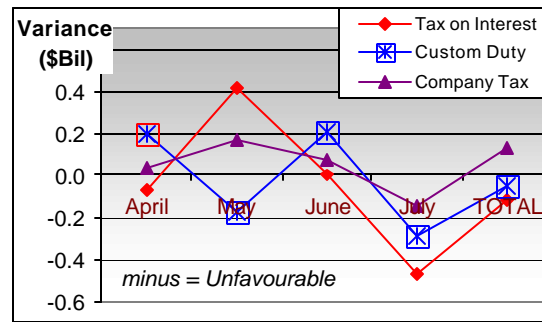 Variance
($Bil)
Tax on Interest
Custom Duty
Company Tax
0.4
0.2
0.0
-0.2
-0.4
-0.6
April
May
June
July
TOTAL
minus = Unfavourable